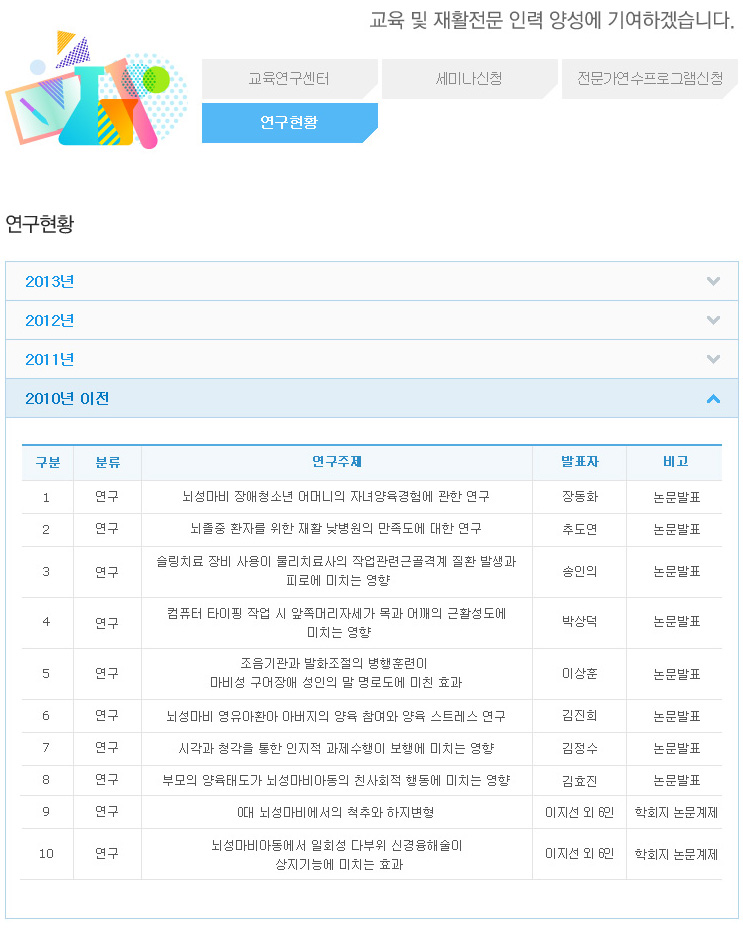 교육 및 재활전문 인력 양성에 기여하겠습니다.
교육연구센터 세미나신청 전문가연수프로그램신청
연구현황
연구현황
2013년
2012년
2011년
2010년 이전
구분 분류 연구주제 발표자 비고
1 연구 뇌성마비 장애청소년 어머니의 자녀양육경험에 관한 연구 장동화 논문발표
2 연구 뇌졸중 환자를 위한 재활 낮병원의 만족도에 대한 연구 추도연 논문발표
3 연구 슬링치료 장비 사용이 물리치료사의 작업관련근골격계 질환 발생과
피로에 미치는 영향 송인의 논문발표
4 연구 컴퓨터 타이핑 작업 시 앞쪽머리자세가 목과 어깨의 근활성도에
미치는 영향 박상덕 논문발표
5 연구 조음기관과 발화조절의 병행훈련이
마비성 구어장애 성인의 말 명료도에 미친 효과 이상훈 논문발표
6 연구 뇌성마비 영유아환아 아버지의 양육 참여와 양육 스트레스 연구 김진희 논문발표
7 연구 시각과 청각을 통한 인지적 과제수행이 보행에 미치는 영향 김정수 논문발표
8 연구 부모의 양육태도가 뇌성마비아동의 친사회적 행동에 미치는 영향 김효진 논문발표
9 연구 0대 뇌성마비에서의 척추와 하지변형 이지선 외 6인 학회지 논문게제
10 연구 뇌성마비아동에서 일회성 다부위 신경융해술이
상지기능에 미치는 효과 이지선 외 6인 학회지 논문게제